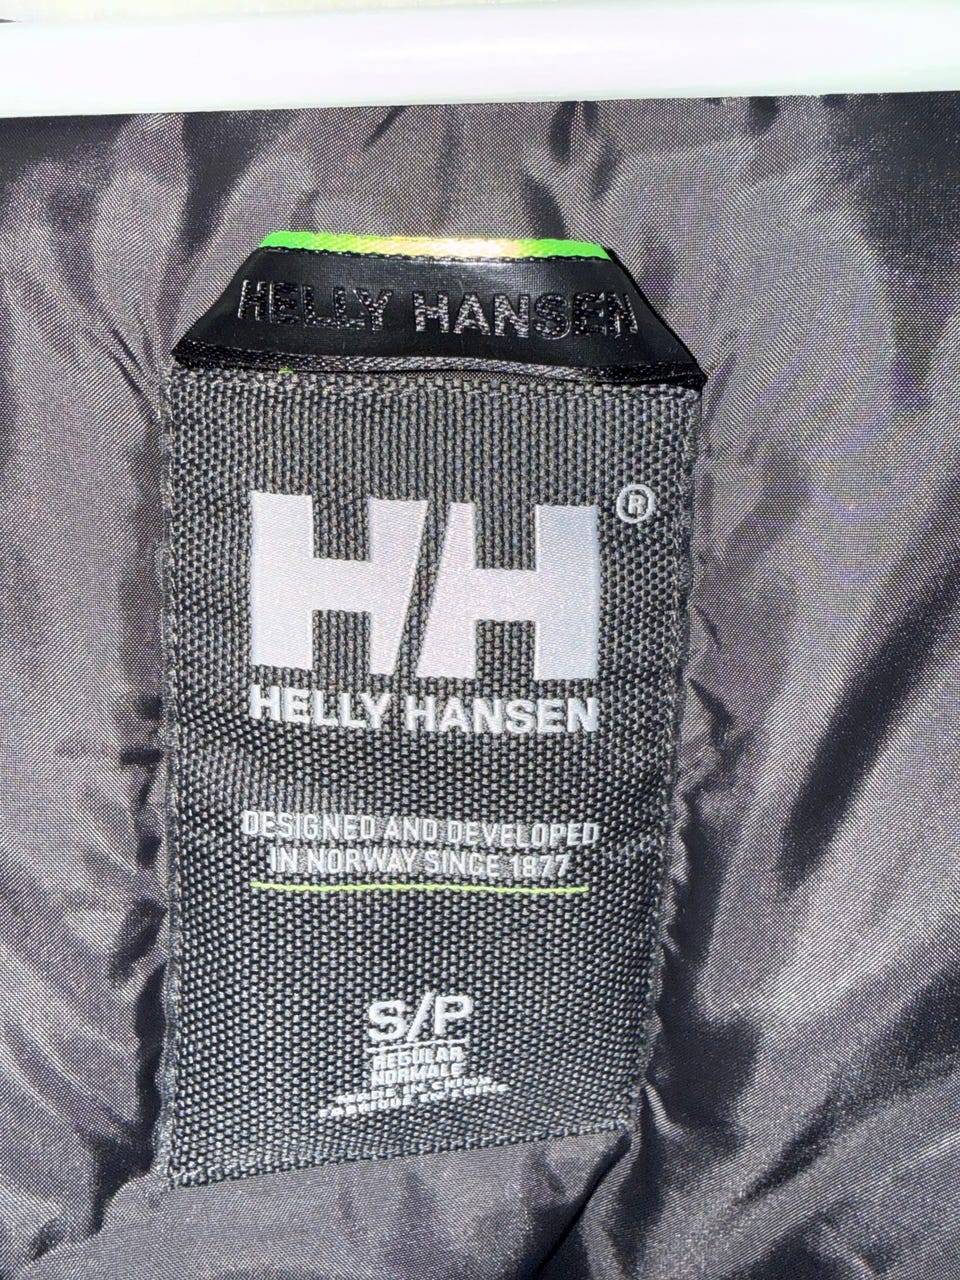 HELLY HANSEN
HH®
HELLY HANSEN
DESIGNED AND DEVELOPED
IN NORWAY SINCE 1877
S/P
REGULAR
NORMALE
MADE IN CHINA
FABRIQUÉ EN CHINE